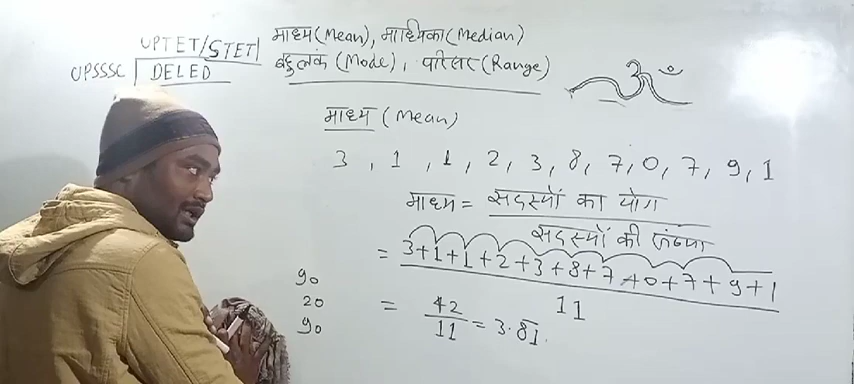 UPTET/STET
UPSSSC
DELED
माध्य (Mean), माध्यिका (Median)
बहुलक (Mode), परिसर (Range)
ॐ
माध्य (Mean)
3, 1, 1, 2, 3, 8, 7, 0, 7, 9, 1
माध्य = सदस्यों का योग
सदस्यों की संख्या
= 3+1+1+2+3+8+7+0+7+9+1
11
90
20
90
= 42
11 = 3.81